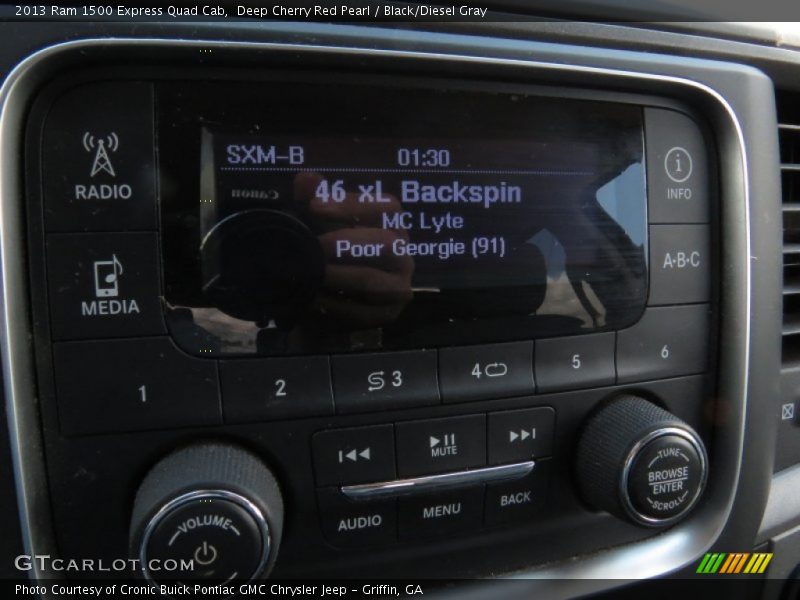 2013 Ram 1500 Express Quad Cab, Deep Cherry Red Pearl / Black/Diesel Gray
RADIO
SXM-B 01:30
INFO
Canon
46 xL Backspin
MC Lyte
Poor Georgie (91)
A·B·C
MEDIA
1 2 3 4 5 6
MUTE
AUDIO MENU BACK
VOLUME
TUNE
BROWSE
ENTER
SCROLL
GTCARLOT.COM
Photo Courtesy of Cronic Buick Pontiac GMC Chrysler Jeep - Griffin, GA